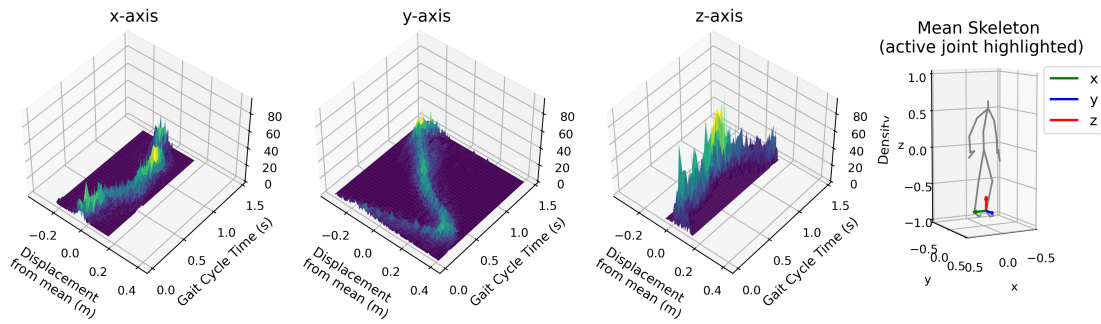 x-axis
y-axis
z-axis
Mean Skeleton
(active joint highlighted)
x
y
z
80
60
40
20
0
1.5
1.0
0.5
0.0
−0.2
0.0
0.2
0.4
Displacement
from mean (m)
Gait Cycle Time (s)
80
60
40
20
0
1.5
1.0
0.5
0.0
−0.2
0.0
0.2
0.4
Displacement
from mean (m)
Gait Cycle Time (s)
80
60
40
20
0
1.5
1.0
0.5
0.0
−0.2
0.0
0.2
0.4
Displacement
from mean (m)
Gait Cycle Time (s)
Density
z
1.0
0.5
0.0
−0.5
−1.0
−0.5
0.0
0.5
y
0.5
0.0
−0.5
x